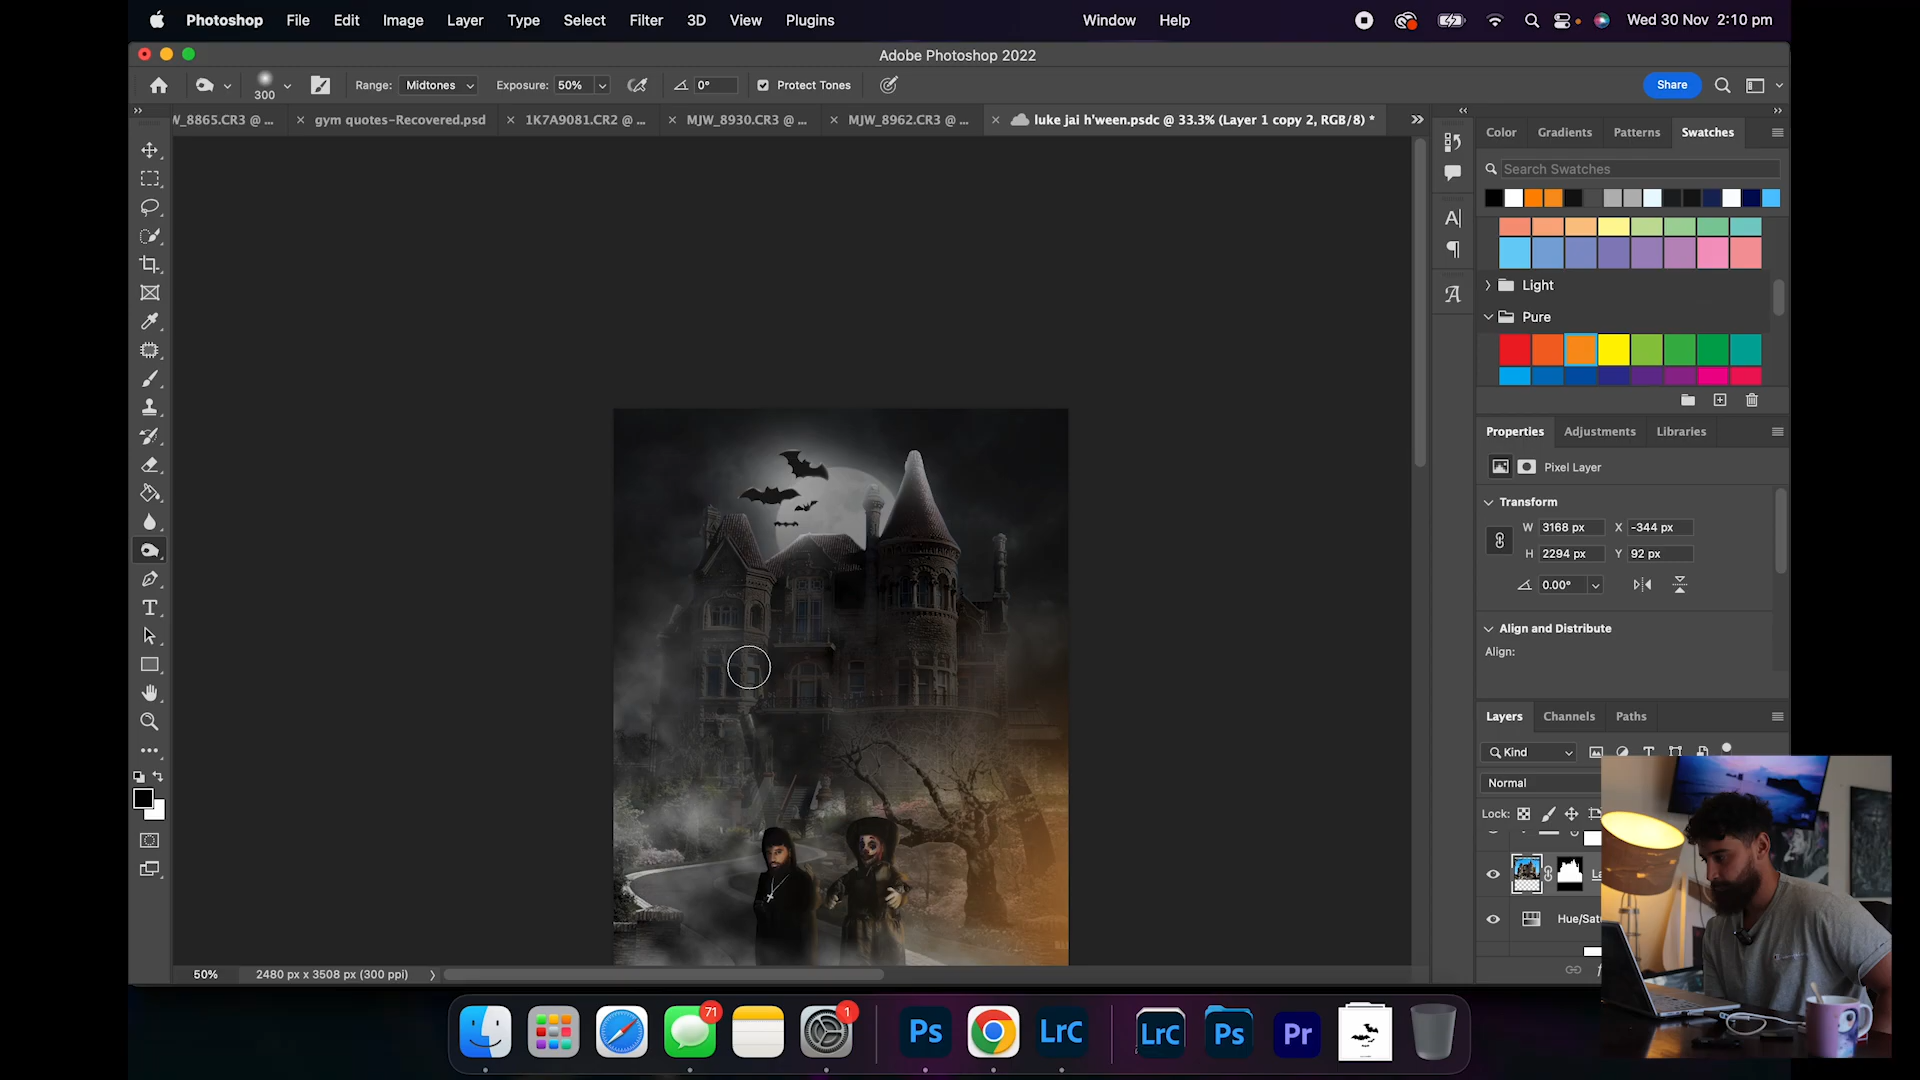 Photoshop File Edit Image Layer Type Select Filter 3D View Plugins Window Help Wed 30 Nov 2:10 pm
Adobe Photoshop 2022
300 Range: Midtones Exposure: 50% 0° Protect Tones Share
W_8865.CR3 @ ... gym quotes-Recovered.psd 1K7A9081.CR2 @ ... MJW_8930.CR3 @ ... MJW_8962.CR3 @ ... luke jai h'ween.psdc @ 33.3% (Layer 1 copy 2, RGB/8) *
Color Gradients Patterns Swatches
Search Swatches
Light
Pure
Properties Adjustments Libraries
Pixel Layer
Transform
W 3168 px X -344 px
H 2294 px Y 92 px
0.00°
Align and Distribute
Align:
Layers Channels Paths
Kind
Normal
Lock:
Hue/Sat
50% 2480 px x 3508 px (300 ppi)
71 1
Ps LrC LrC Ps Pr